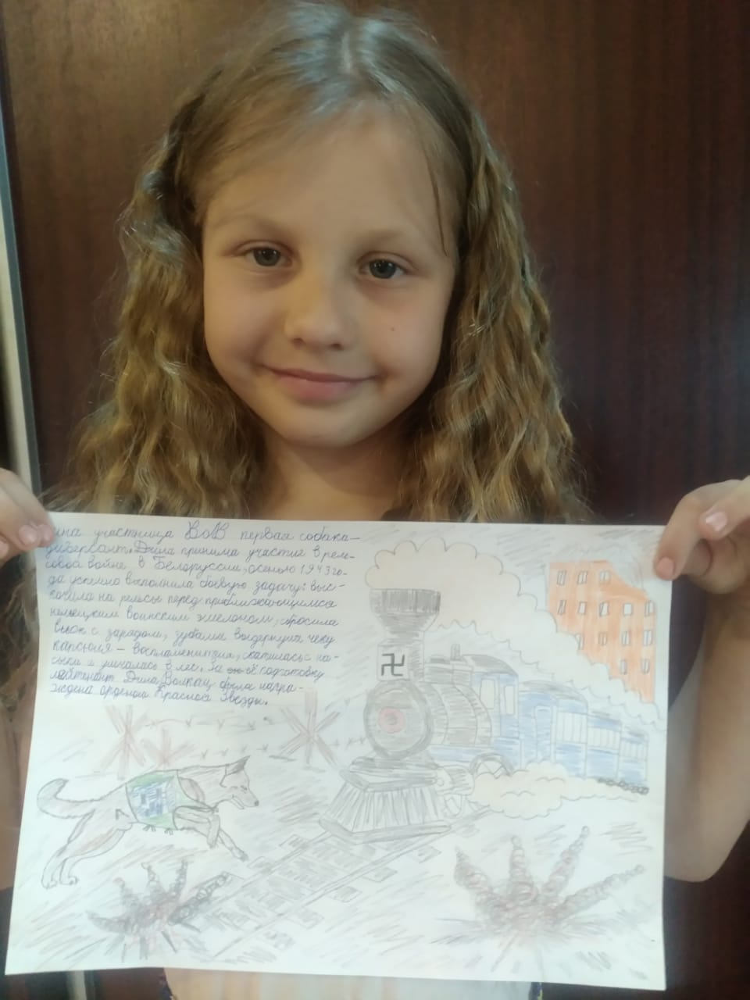 ина участница ВОВ первая собака-
диверсант. Дина приняла участие в рель-
совой войне в Белоруссии, осенью 1943 го-
да успешно выполнила боевую задачу: выс-
кочила на рельсы перед приближающимся
немецким воинским эшелоном, сбросила
вьюк с зарядом, зубами выдернула чеку
капсюля - воспламенителя, скатилась с на-
сыпи и умчалась в лес. За её подготовку
лейтенант Дина Волкац была награ-
ждена орденом Красной Звезды.